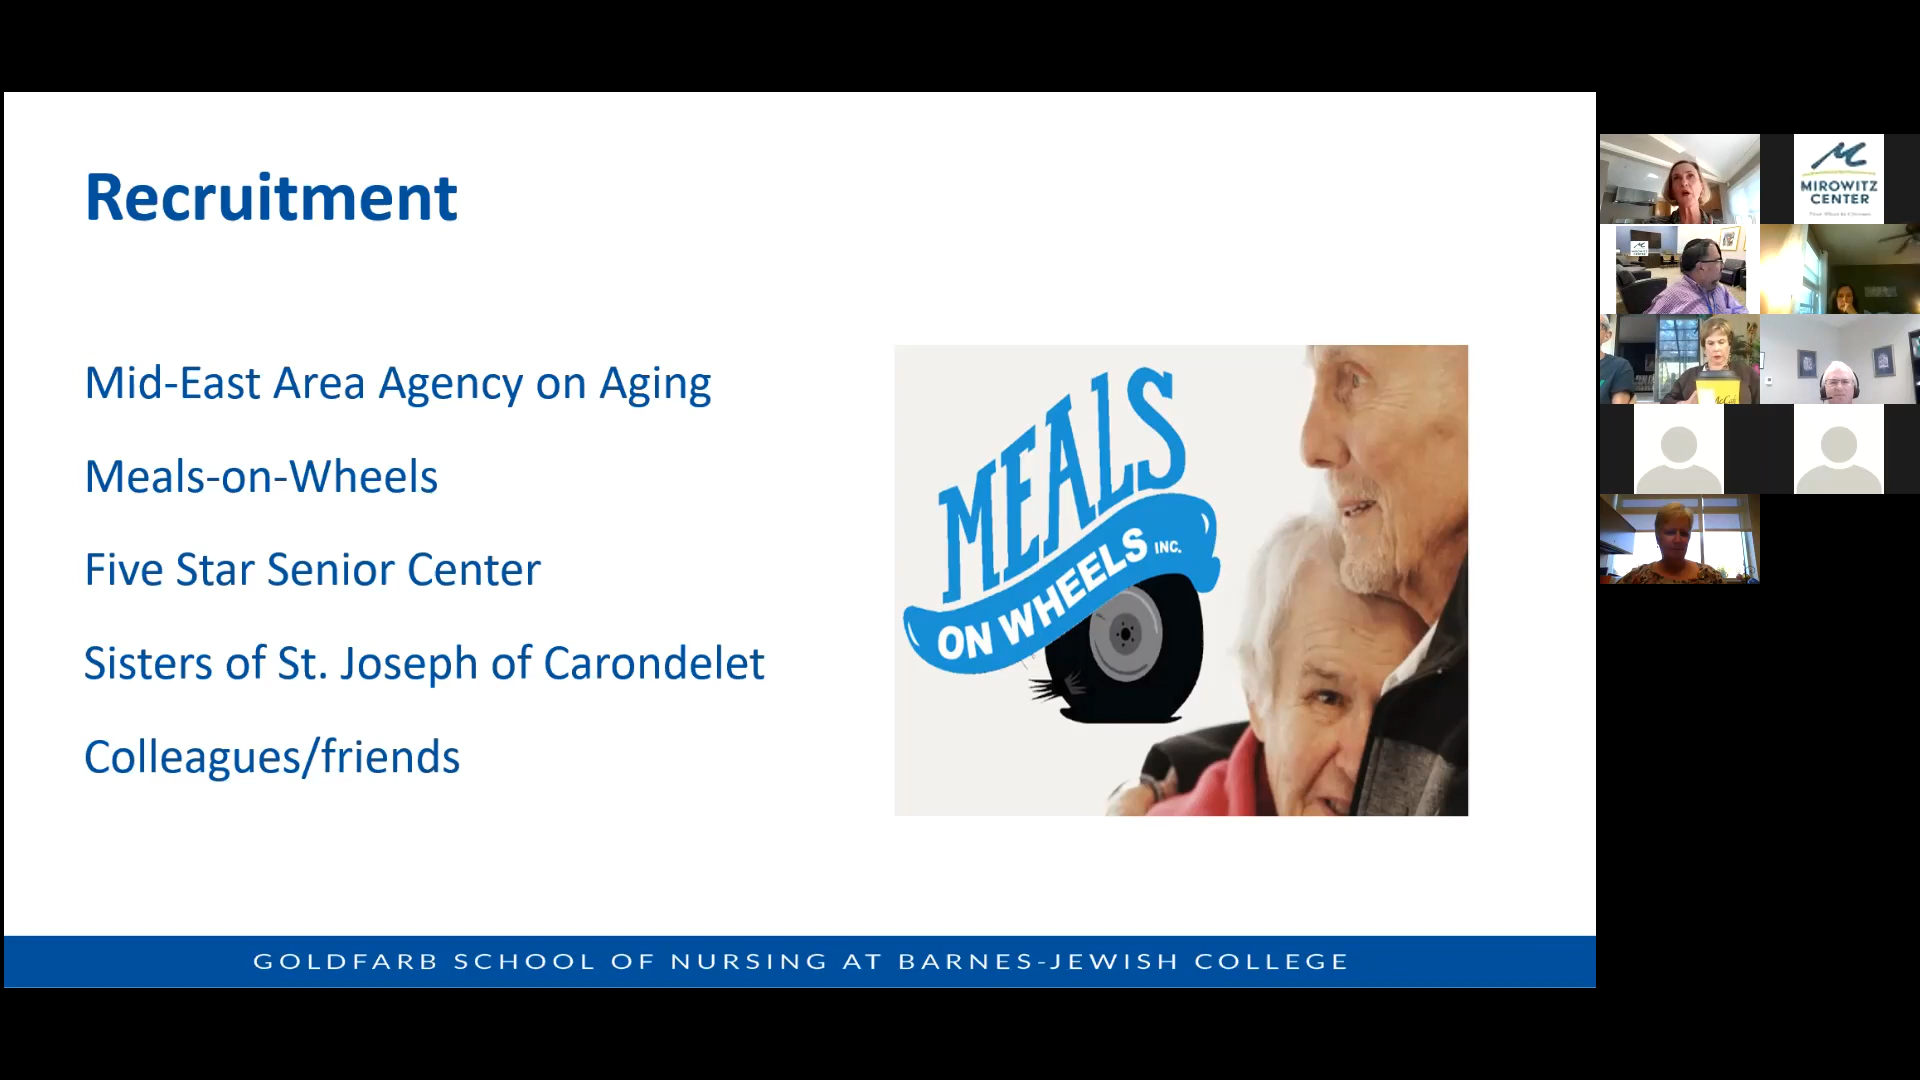 Recruitment
Mid-East Area Agency on Aging
Meals-on-Wheels
Five Star Senior Center
Sisters of St. Joseph of Carondelet
Colleagues/friends
MEALS
ON WHEELS INC.
GOLDFARB SCHOOL OF NURSING AT BARNES-JEWISH COLLEGE
MIROWITZ
CENTER
McCafé